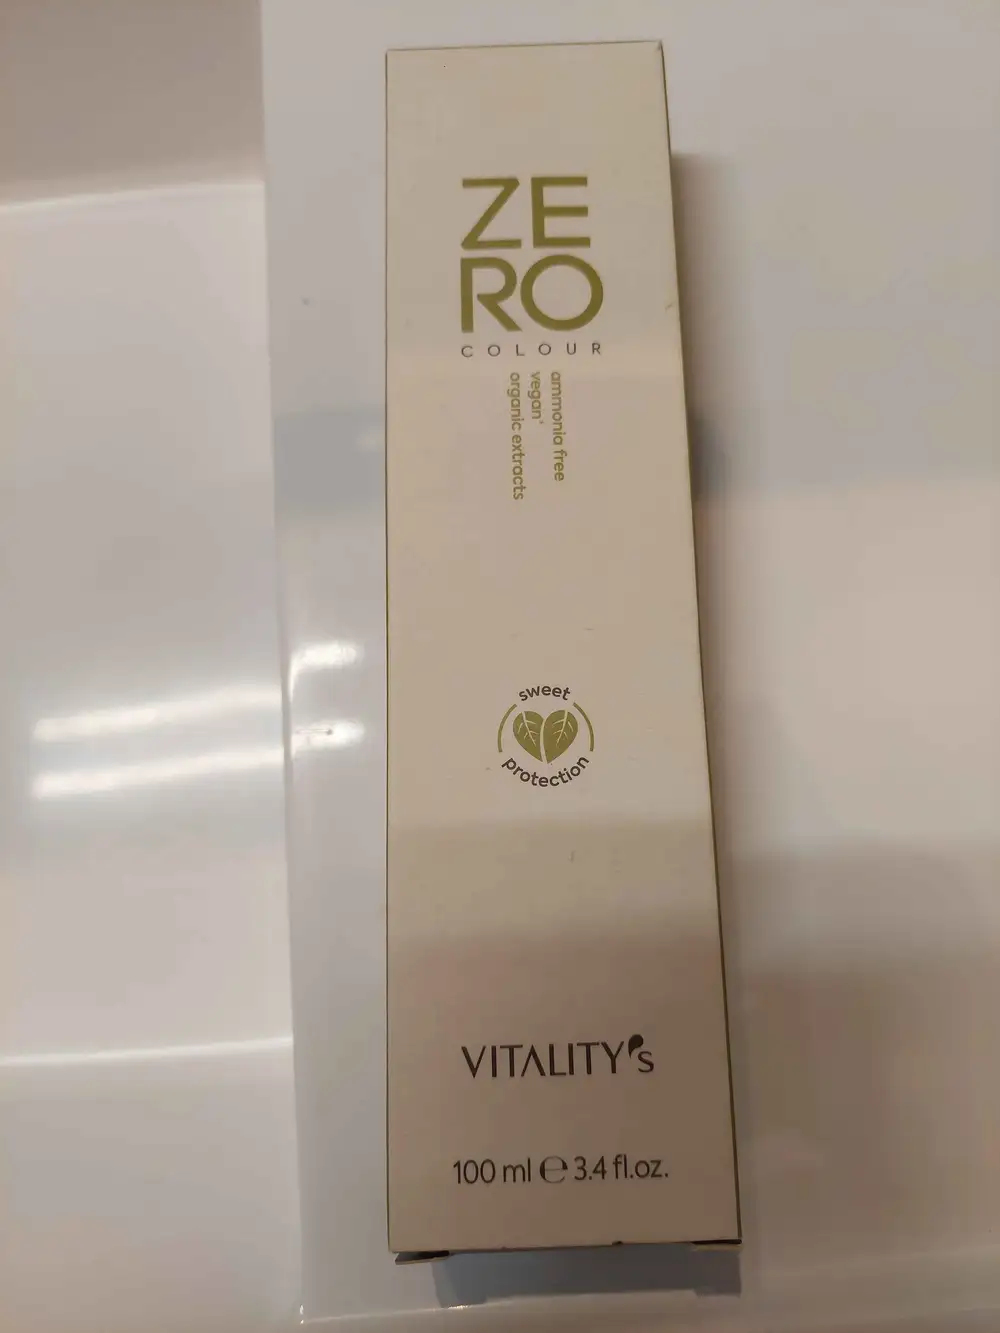 ZE
RO
COLOUR
ammonia free
vegan*
organic extracts
sweet
protection
VITALITY's
100 ml ℮ 3.4 fl.oz.